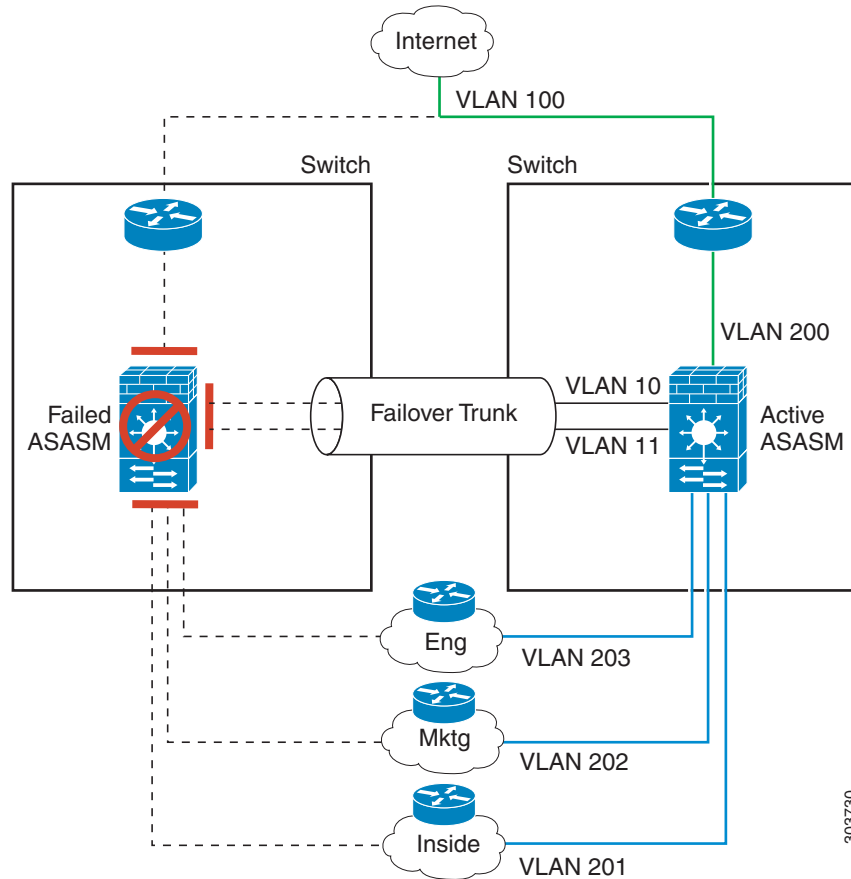 Internet
VLAN 100
Switch
Switch
VLAN 200
Failed
ASASM
Failover Trunk
VLAN 10
VLAN 11
Active
ASASM
Eng
VLAN 203
Mktg
VLAN 202
Inside
VLAN 201
303730